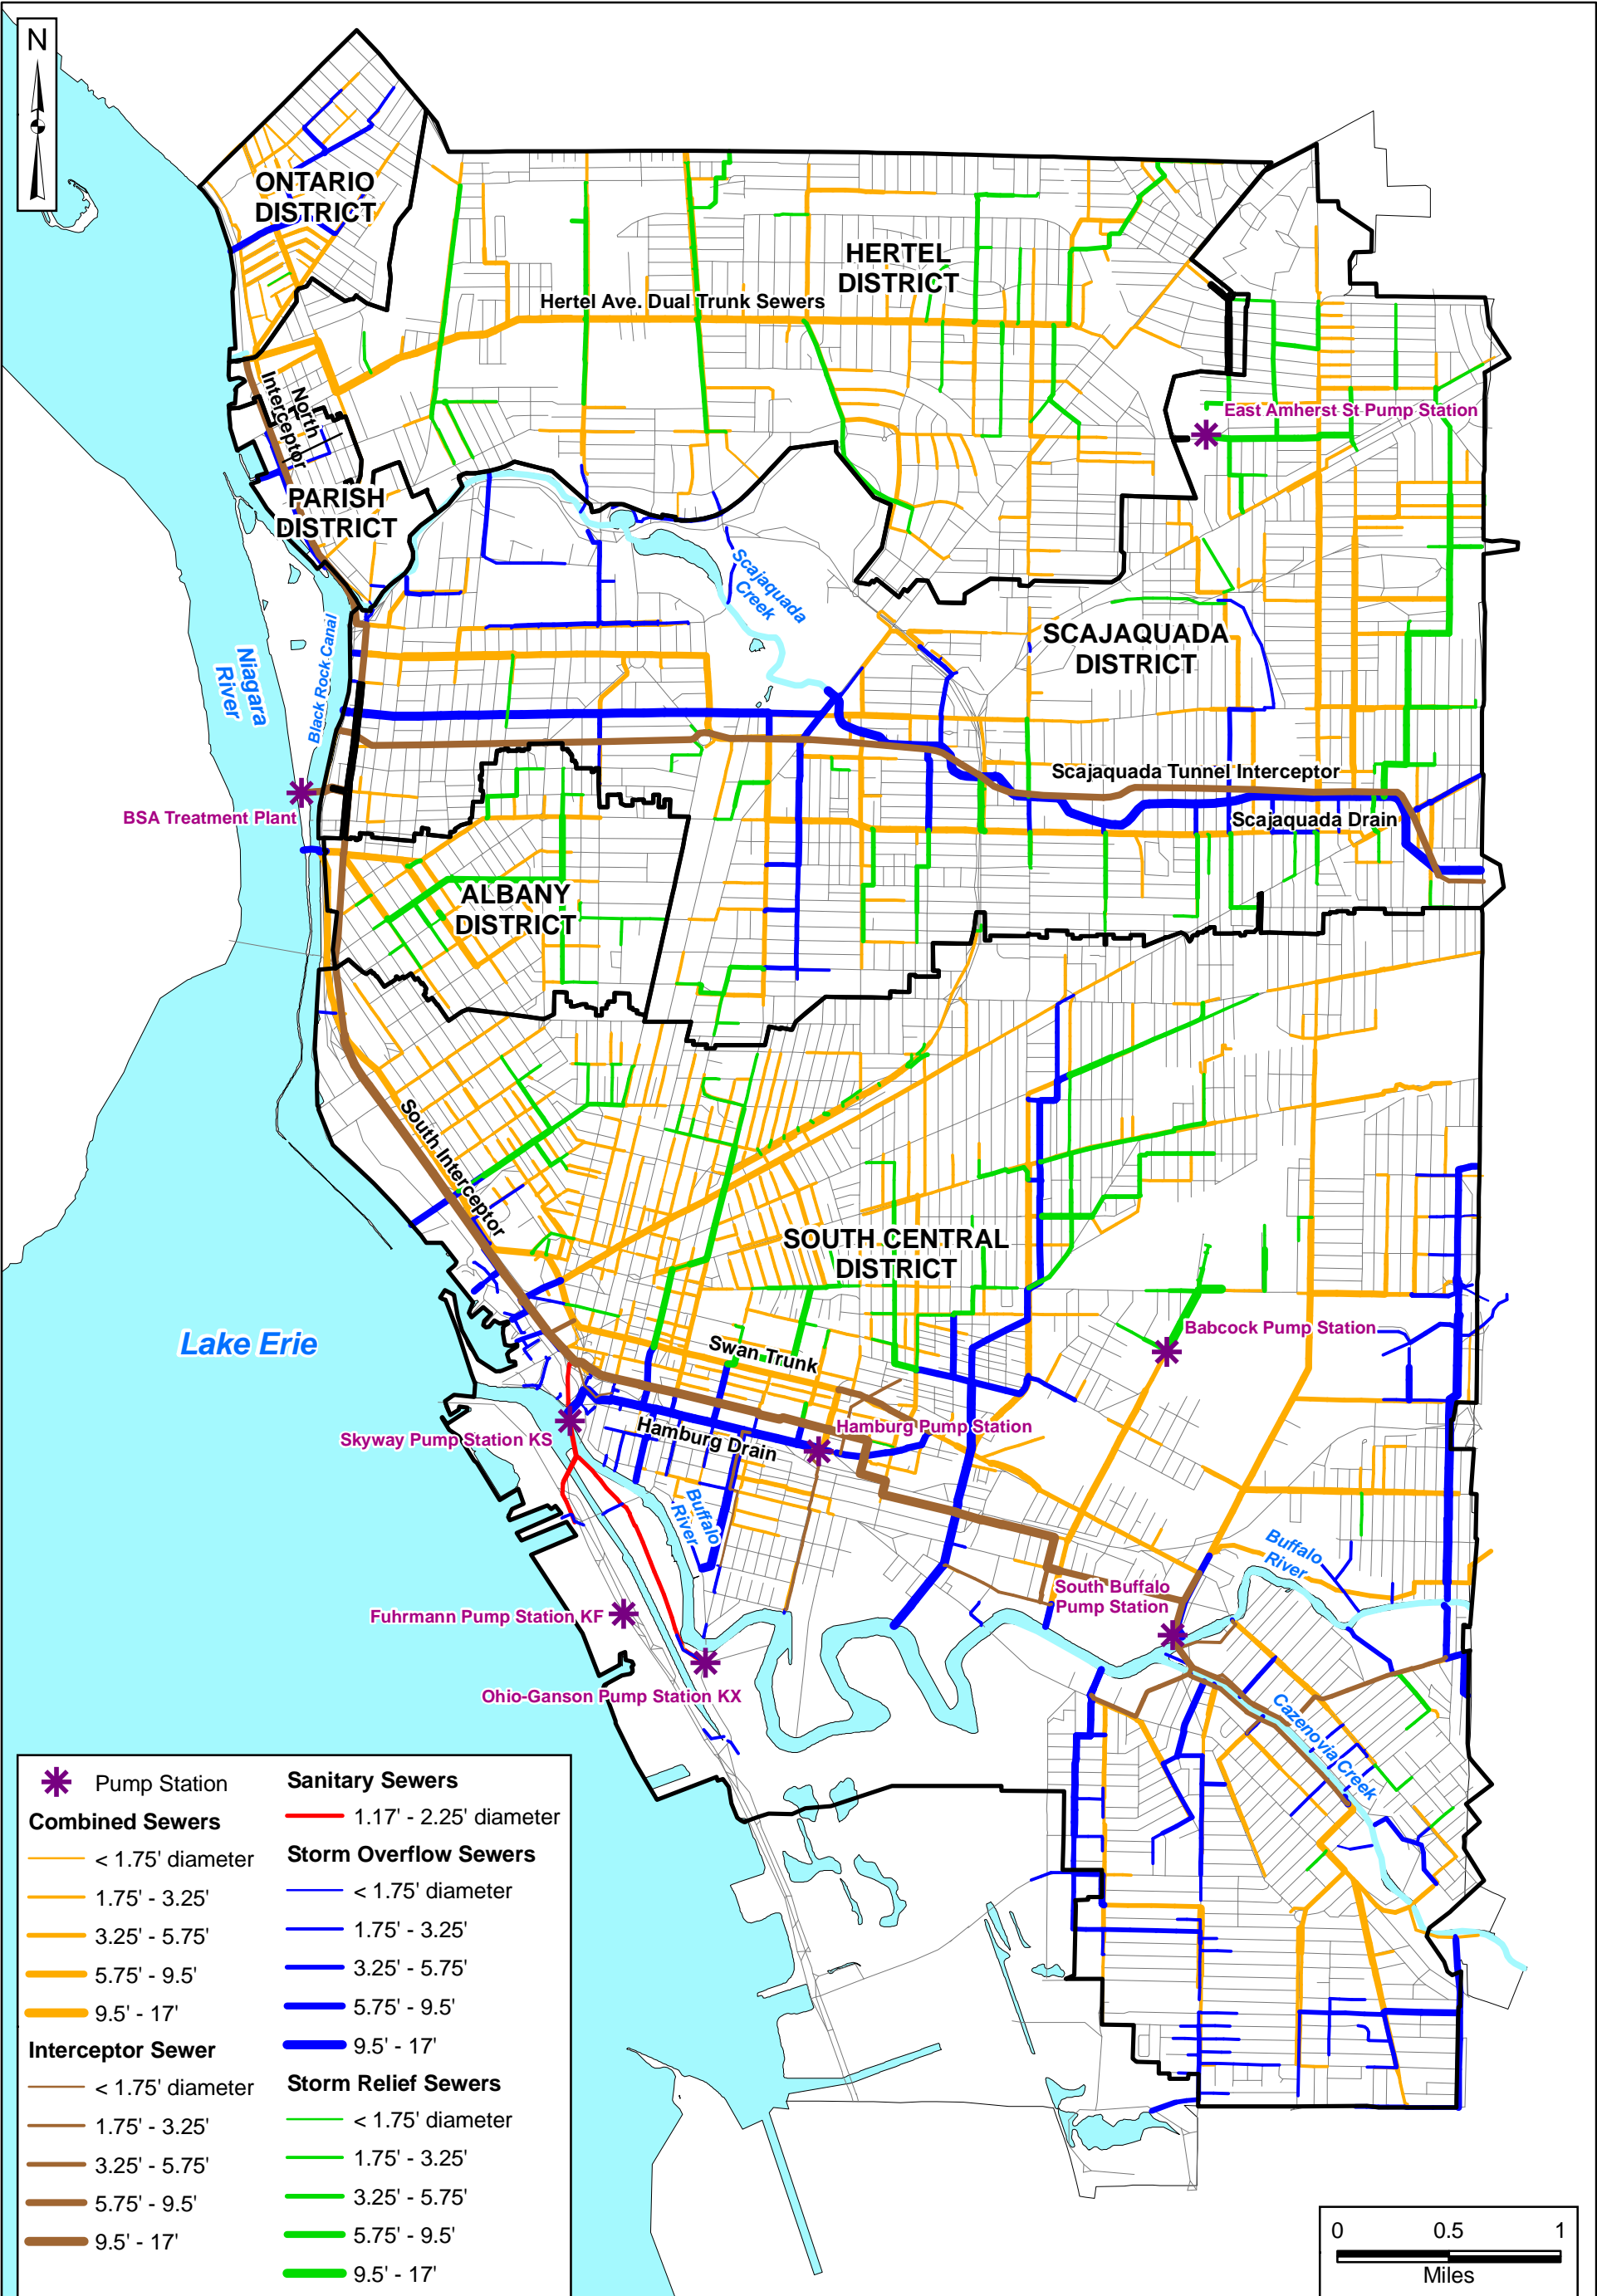 N
ONTARIO
DISTRICT
HERTEL
DISTRICT
Hertel Ave. Dual Trunk Sewers
North
Interceptor
East Amherst St Pump Station
PARISH
DISTRICT
Scajaquada
Creek
SCAJAQUADA
DISTRICT
Niagara
River
Black Rock Canal
Scajaquada Tunnel Interceptor
BSA Treatment Plant
Scajaquada Drain
ALBANY
DISTRICT
South Interceptor
SOUTH CENTRAL
DISTRICT
Lake Erie
Swan Trunk
Babcock Pump Station
Skyway Pump Station KS
Hamburg Drain
Hamburg Pump Station
Buffalo
River
Buffalo
River
South Buffalo
Pump Station
Fuhrmann Pump Station KF
Ohio-Ganson Pump Station KX
Cazenovia Creek
Pump Station
Combined Sewers
< 1.75' diameter
1.75' - 3.25'
3.25' - 5.75'
5.75' - 9.5'
9.5' - 17'
Interceptor Sewer
< 1.75' diameter
1.75' - 3.25'
3.25' - 5.75'
5.75' - 9.5'
9.5' - 17'
Sanitary Sewers
1.17' - 2.25' diameter
Storm Overflow Sewers
< 1.75' diameter
1.75' - 3.25'
3.25' - 5.75'
5.75' - 9.5'
9.5' - 17'
Storm Relief Sewers
< 1.75' diameter
1.75' - 3.25'
3.25' - 5.75'
5.75' - 9.5'
9.5' - 17'
0 0.5 1
Miles